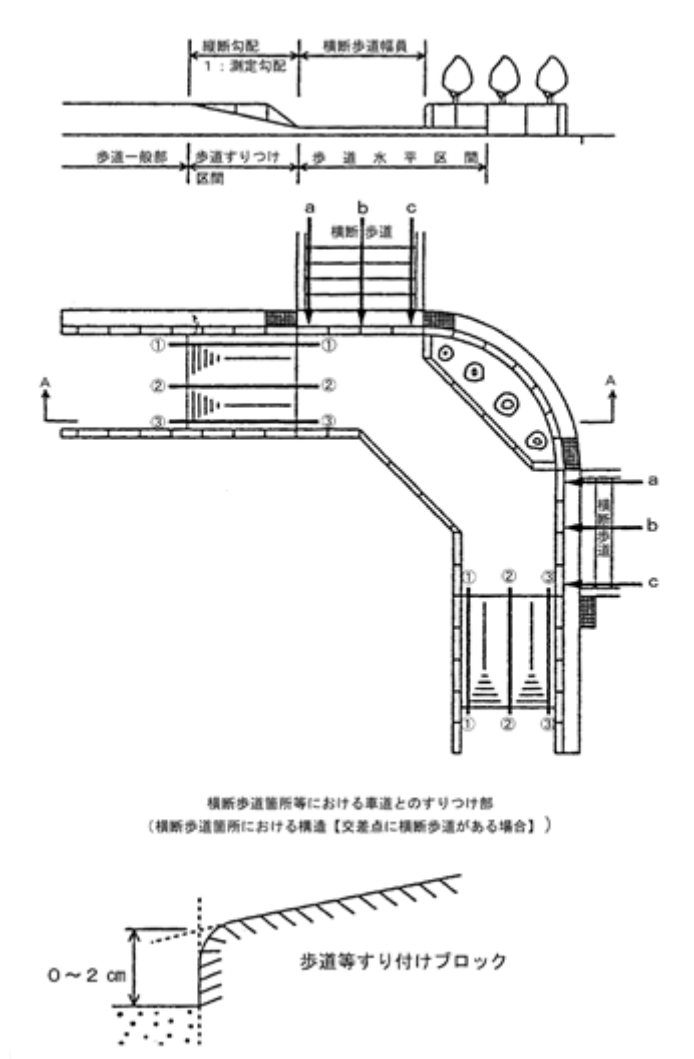 縦断勾配 横断歩道幅員
1：測定勾配
歩道一般部 歩道すりつけ 歩道水平区間
区間
a b c
横断歩道
① ①
② ②
③ ③
A A
a
b
c
横断歩道
① ② ③
① ② ③
横断歩道箇所等における車道とのすりつけ部
（横断歩道箇所における構造【交差点に横断歩道がある場合】）
0～2㎝
歩道等すり付けブロック